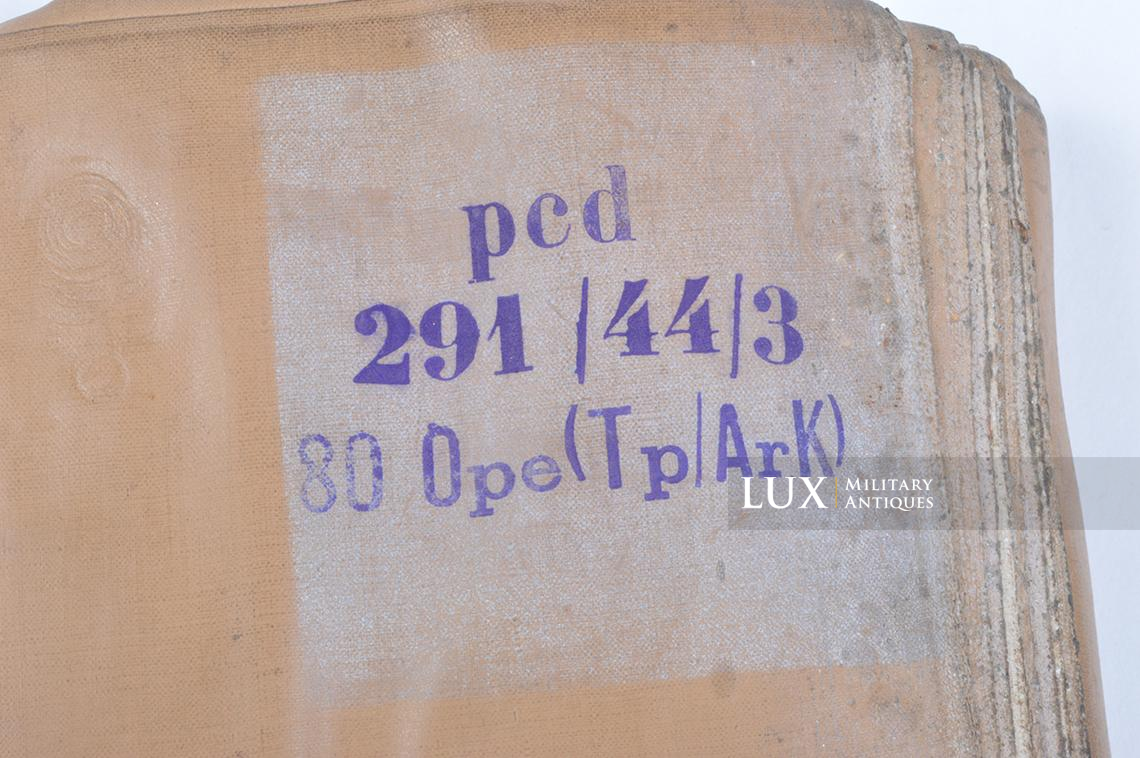 pcd
291/44/3
80 Ope(Tp/ArK)
LUX MILITARY
ANTIQUES